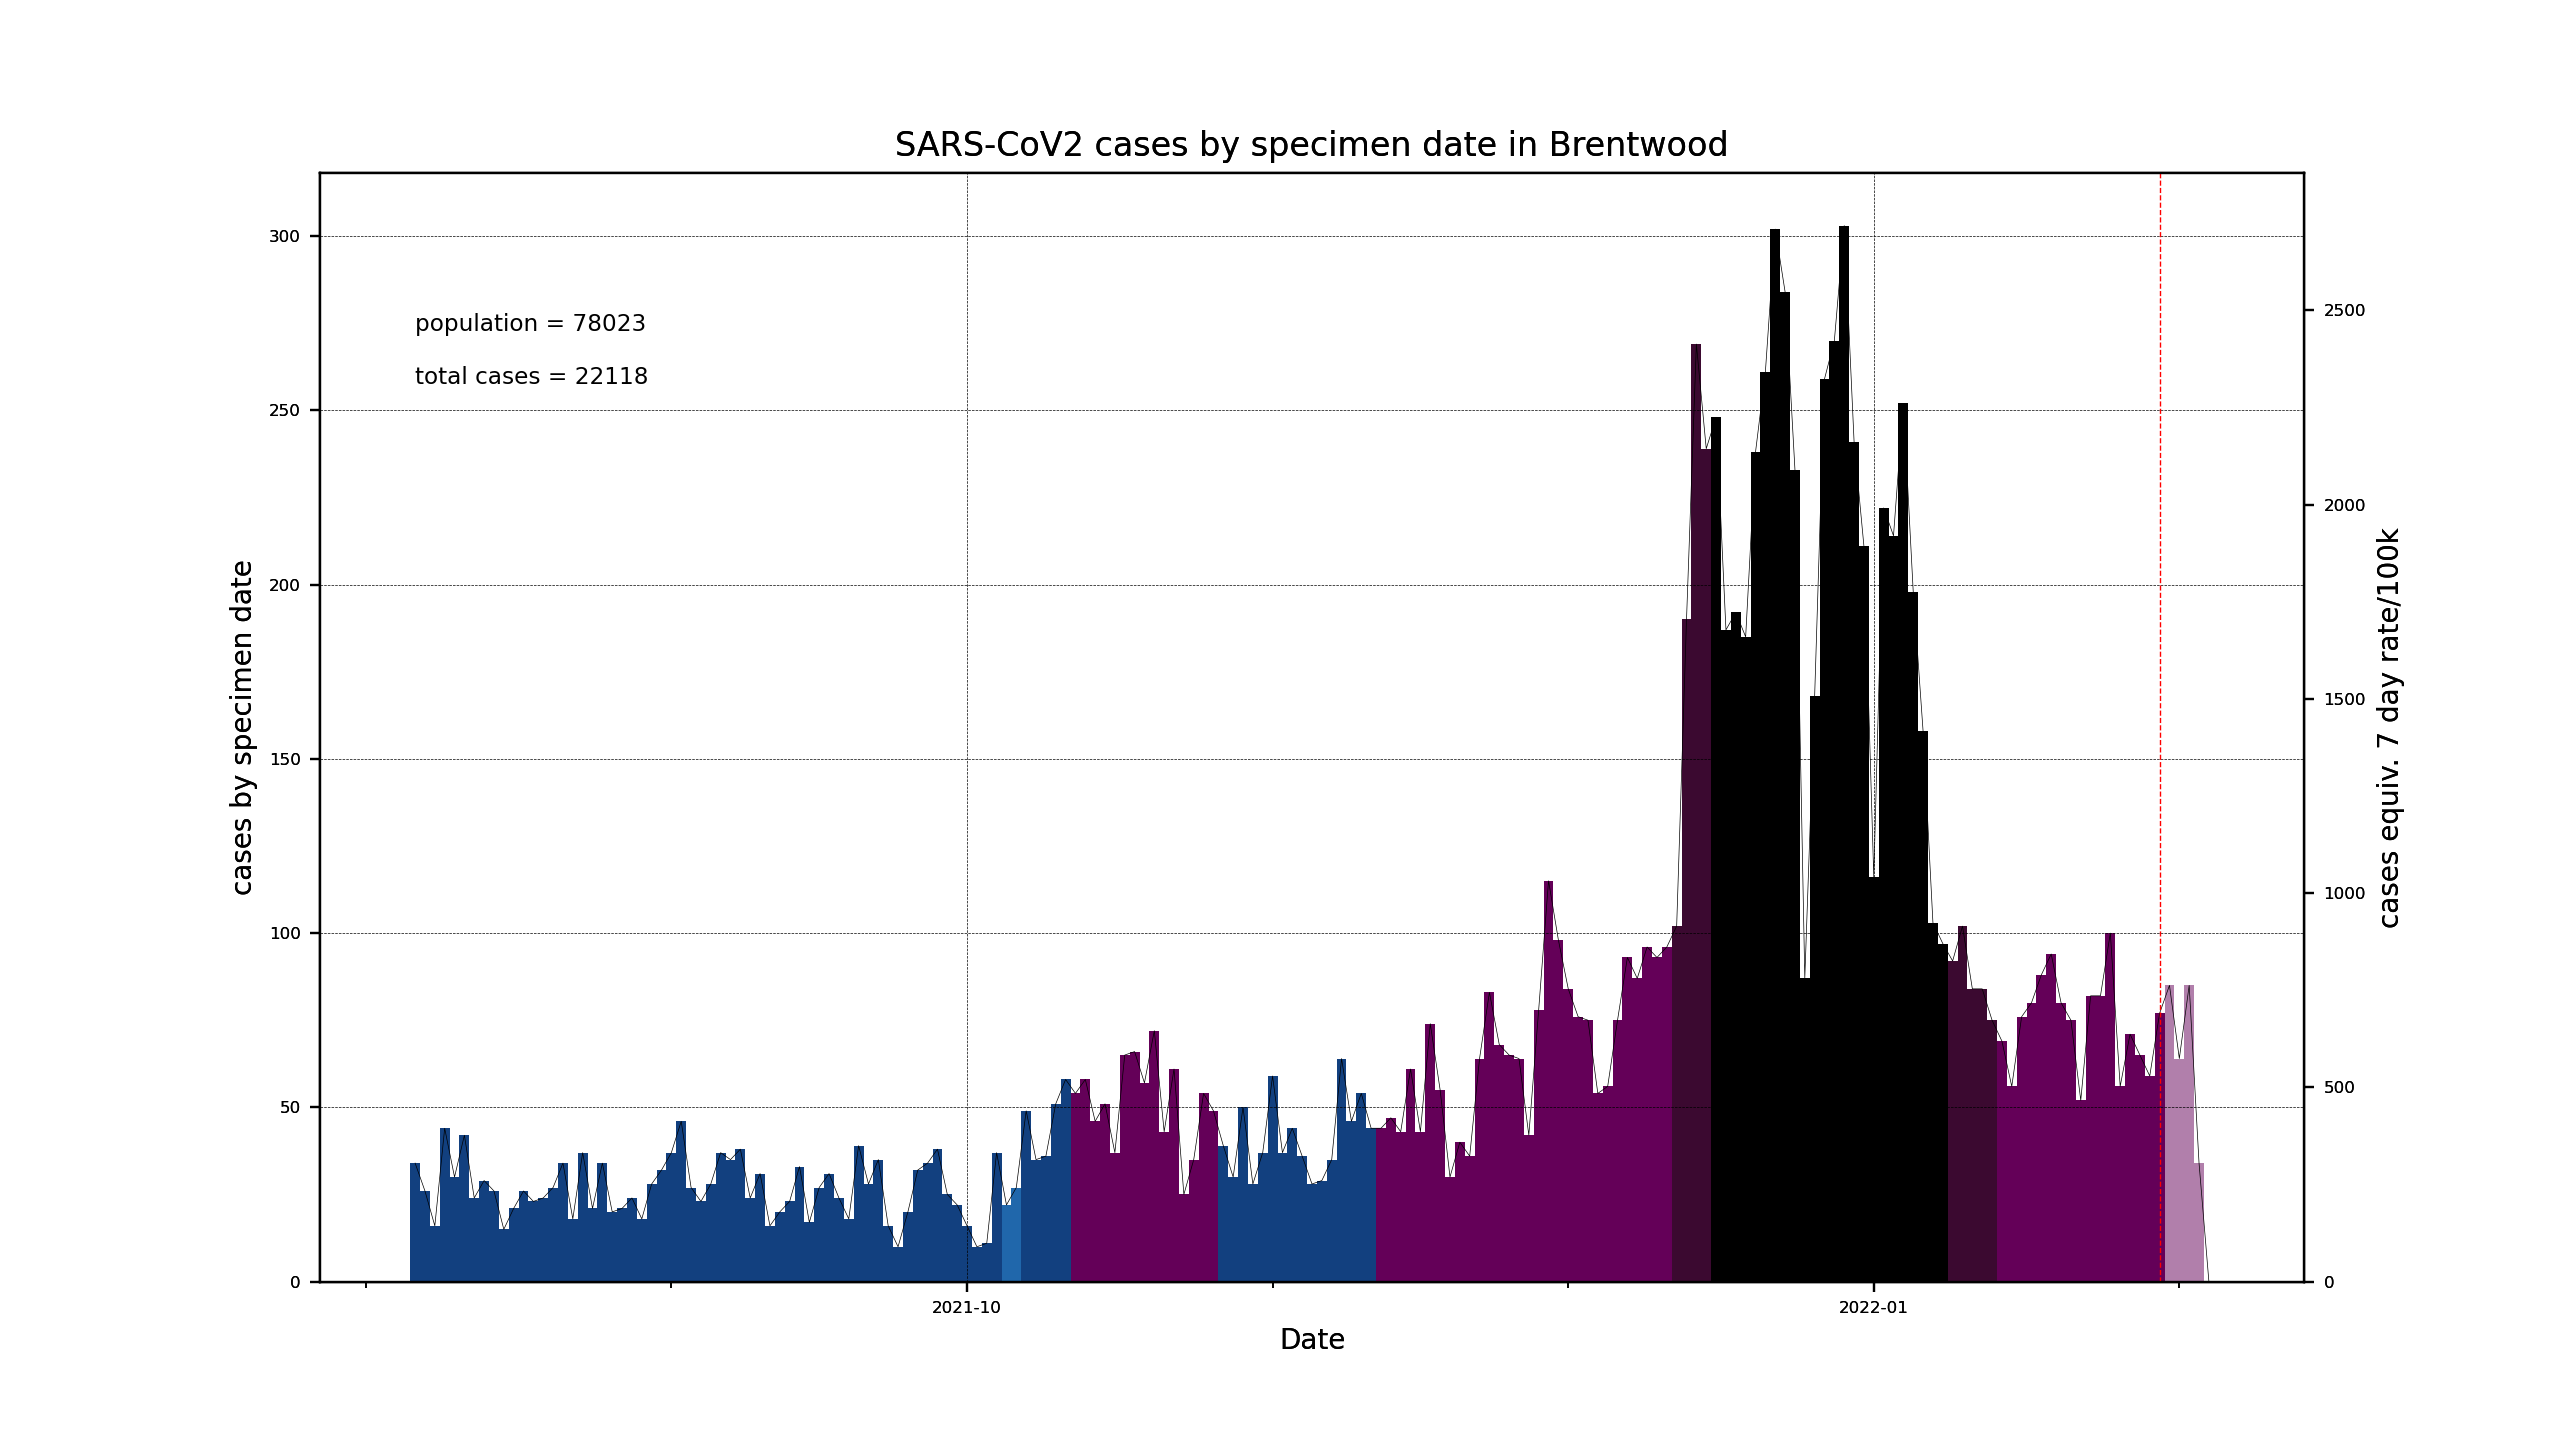 SARS-CoV2 cases by specimen date in Brentwood
population = 78023
total cases = 22118
cases by specimen date
300
250
200
150
100
50
0
2500
2000
1500
1000
500
0
cases equiv. 7 day rate/100k
2021-10
2022-01
Date